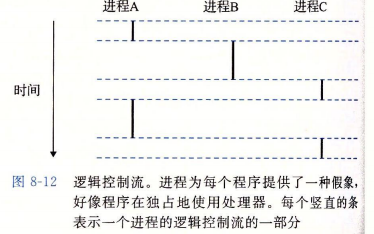 进程A 进程B 进程C
时间
图 8-12 逻辑控制流。进程为每个程序提供了一种假象,
好像程序在独占地使用处理器。每个竖直的条
表示一个进程的逻辑控制流的一部分